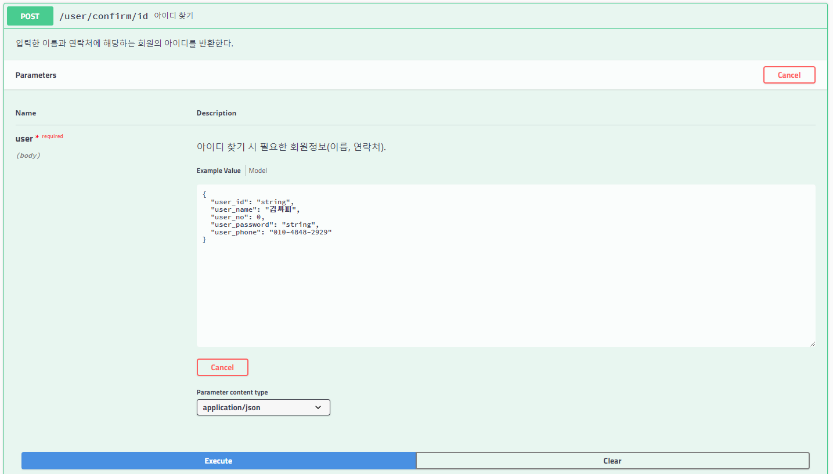 POST /user/confirm/id 아이디 찾기
입력한 이름과 연락처에 해당하는 회원의 아이디를 반환한다.
Parameters
Cancel
Name Description
user * required
(body)
아이디 찾기 시 필요한 회원정보(이름, 연락처).
Example Value Model
{
"user_id": "string",
"user_name": "김싸피",
"user_no": 0,
"user_password": "string",
"user_phone": "010-4848-2929"
}
Cancel
Parameter content type
application/json
Execute Clear